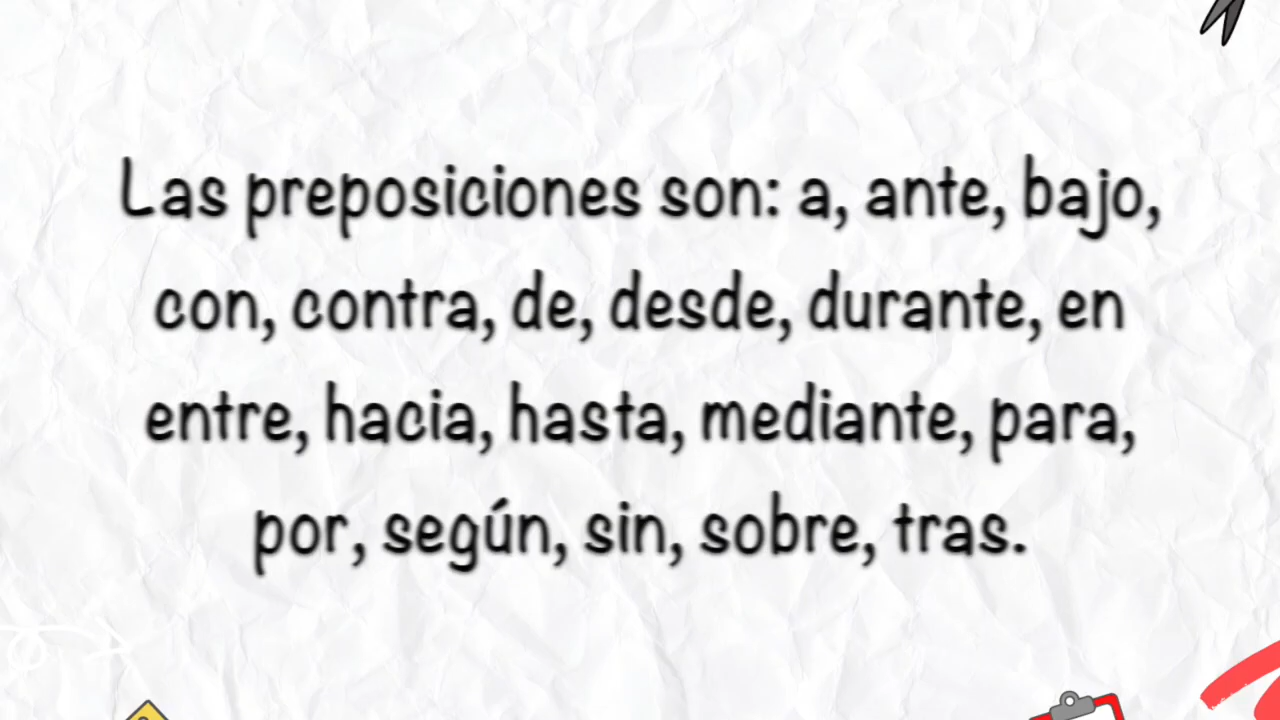 Las preposiciones son: a, ante, bajo,
con, contra, de, desde, durante, en
entre, hacia, hasta, mediante, para,
por, según, sin, sobre, tras.